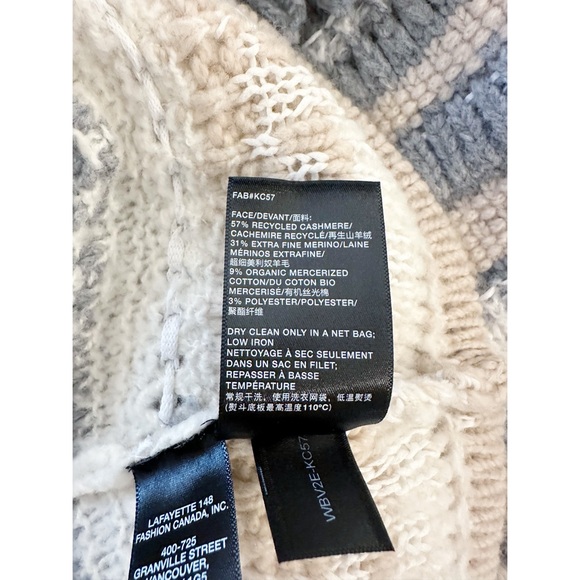 FAB#KC57
FACE/DEVANT/面料:
57% RECYCLED CASHMERE/
CACHEMIRE RECYCLÉ/再生山羊绒
31% EXTRA FINE MERINO/LAINE
MÉRINOS EXTRAFINE/
超细美利奴羊毛
9% ORGANIC MERCERIZED
COTTON/DU COTON BIO
MERCERISÉ/有机丝光棉
3% POLYESTER/POLYESTER/
聚酯纤维
DRY CLEAN ONLY IN A NET BAG;
LOW IRON
NETTOYAGE À SEC SEULEMENT
DANS UN SAC EN FILET;
REPASSER À BASSE
TEMPÉRATURE
常规干洗, 使用洗衣网袋, 低温熨烫
(熨斗底板最高温度110°C)
WBV2E-KC57
LAFAYETTE 148
FASHION CANADA, INC.
400-725
GRANVILLE STREET
VANCOUVER,